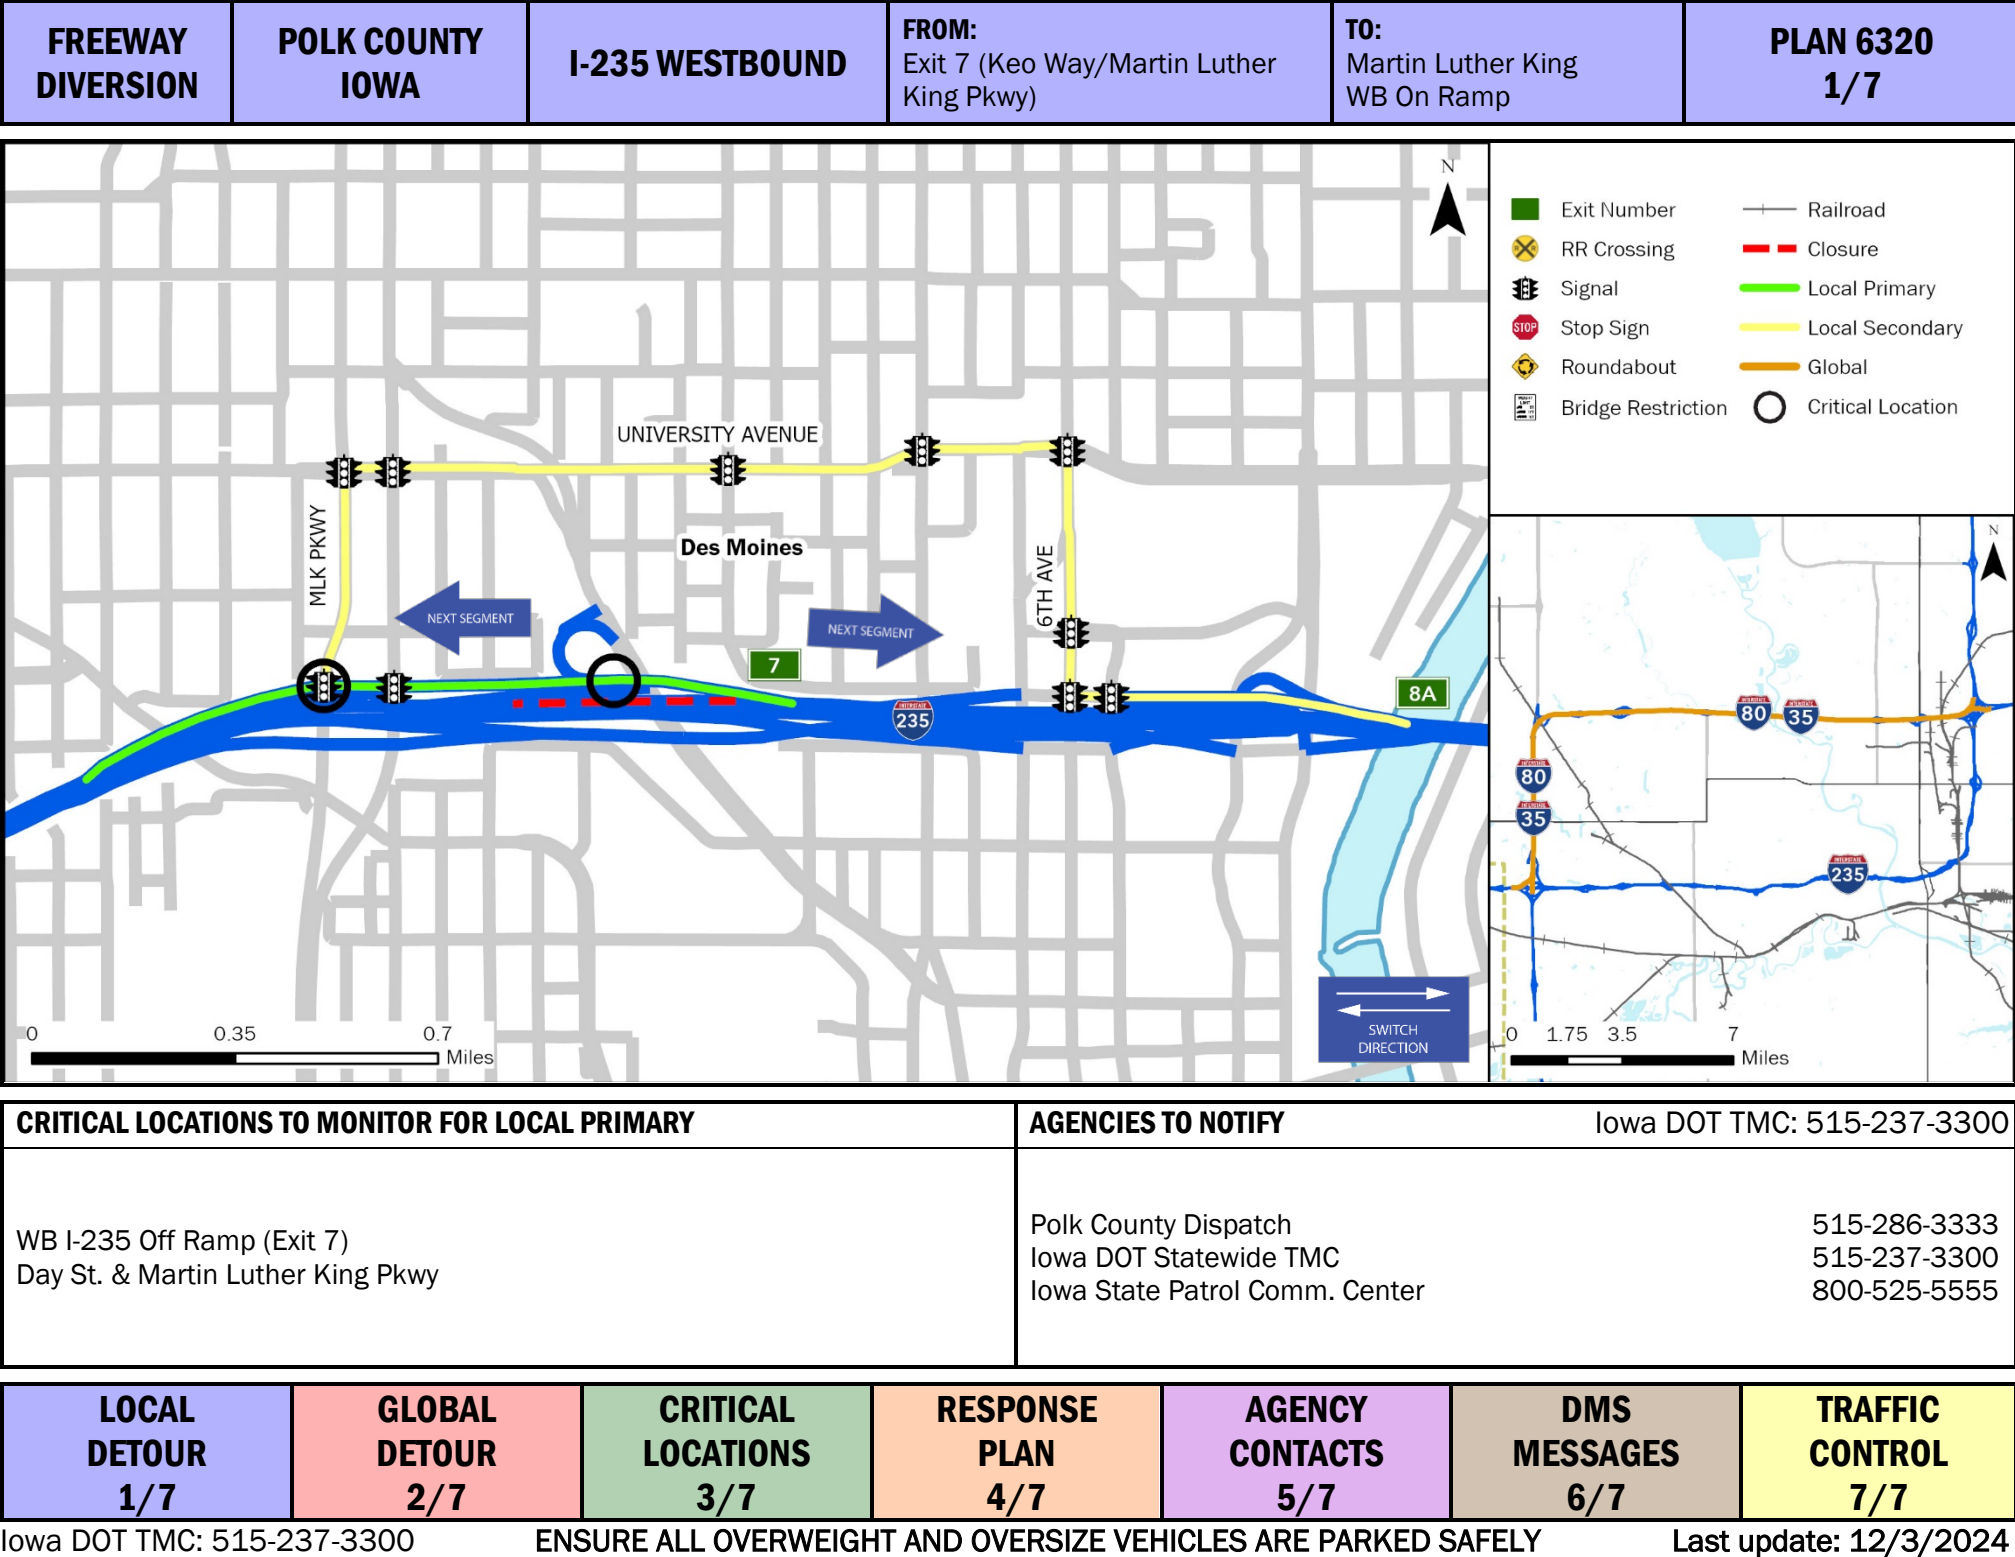 FREEWAY
DIVERSION
POLK COUNTY
IOWA
I-235 WESTBOUND
FROM:
Exit 7 (Keo Way/Martin Luther
King Pkwy)
TO:
Martin Luther King
WB On Ramp
PLAN 6320
1/7
N
UNIVERSITY AVENUE
MLK PKWY
Des Moines
6TH AVE
NEXT SEGMENT
NEXT SEGMENT
7
8A
INTERSTATE
235
0 0.35 0.7
Miles
SWITCH
DIRECTION
Exit Number
RR Crossing
Signal
STOP
Stop Sign
Roundabout
Bridge Restriction
Railroad
Closure
Local Primary
Local Secondary
Global
Critical Location
N
80
35
80
35
INTERSTATE
235
0 1.75 3.5 7
Miles
CRITICAL LOCATIONS TO MONITOR FOR LOCAL PRIMARY
WB I-235 Off Ramp (Exit 7)
Day St. & Martin Luther King Pkwy
AGENCIES TO NOTIFY Iowa DOT TMC: 515-237-3300
Polk County Dispatch 515-286-3333
Iowa DOT Statewide TMC 515-237-3300
Iowa State Patrol Comm. Center 800-525-5555
LOCAL
DETOUR
1/7
GLOBAL
DETOUR
2/7
CRITICAL
LOCATIONS
3/7
RESPONSE
PLAN
4/7
AGENCY
CONTACTS
5/7
DMS
MESSAGES
6/7
TRAFFIC
CONTROL
7/7
Iowa DOT TMC: 515-237-3300 ENSURE ALL OVERWEIGHT AND OVERSIZE VEHICLES ARE PARKED SAFELY Last update: 12/3/2024